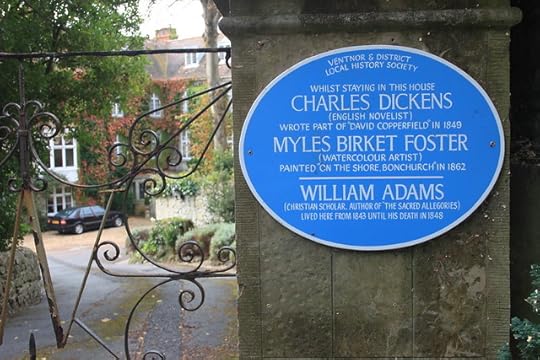 VENTNOR & DISTRICT
LOCAL HISTORY SOCIETY
WHILST STAYING IN THIS HOUSE
CHARLES DICKENS
(ENGLISH NOVELIST)
WROTE PART OF "DAVID COPPERFIELD" IN 1849
MYLES BIRKET FOSTER
(WATERCOLOUR ARTIST)
PAINTED "ON THE SHORE, BONCHURCH" IN 1862
WILLIAM ADAMS
(CHRISTIAN SCHOLAR, AUTHOR OF THE SACRED ALLEGORIES)
LIVED HERE FROM 1843 UNTIL HIS DEATH IN 1848